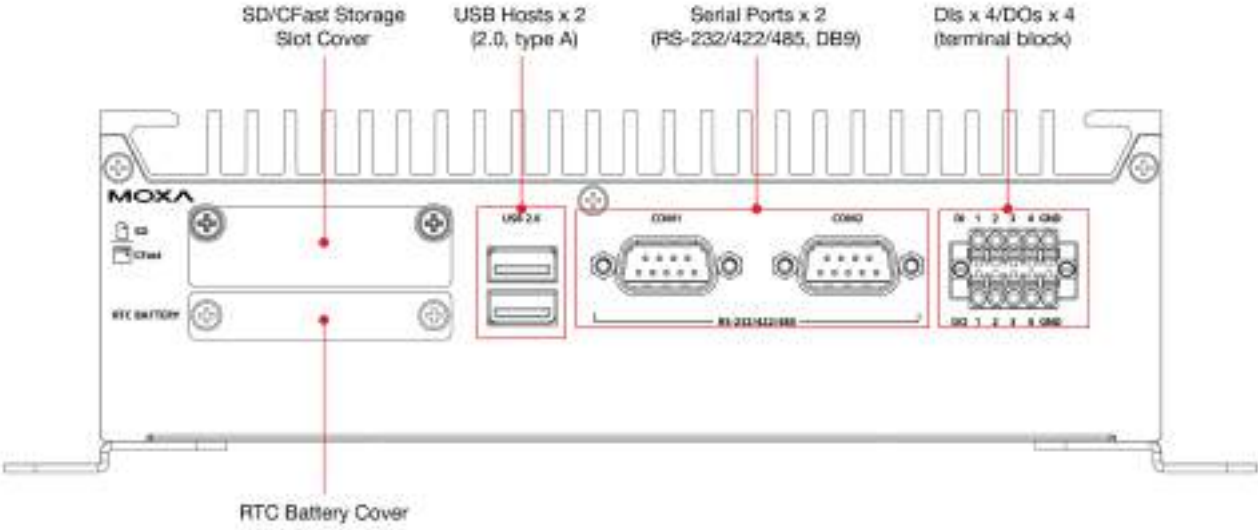 SD/CFast Storage
Slot Cover
USB Hosts x 2
(2.0, type A)
Serial Ports x 2
(RS-232/422/485, DB9)
DIs x 4/DOs x 4
(terminal block)
MOXA
SD
CFast
USB 2.0
COM1
COM2
DI 1 2 3 4 GND
RTC BATTERY
RS-232/422/485
DO 1 2 3 4 GND
RTC Battery Cover